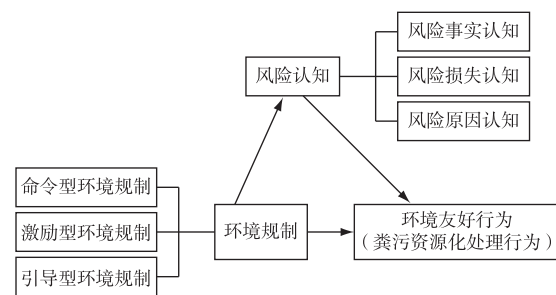 风险事实认知
风险认知
风险损失认知
风险原因认知
命令型环境规制
激励型环境规制
引导型环境规制
环境规制
环境友好行为
（粪污资源化处理行为）